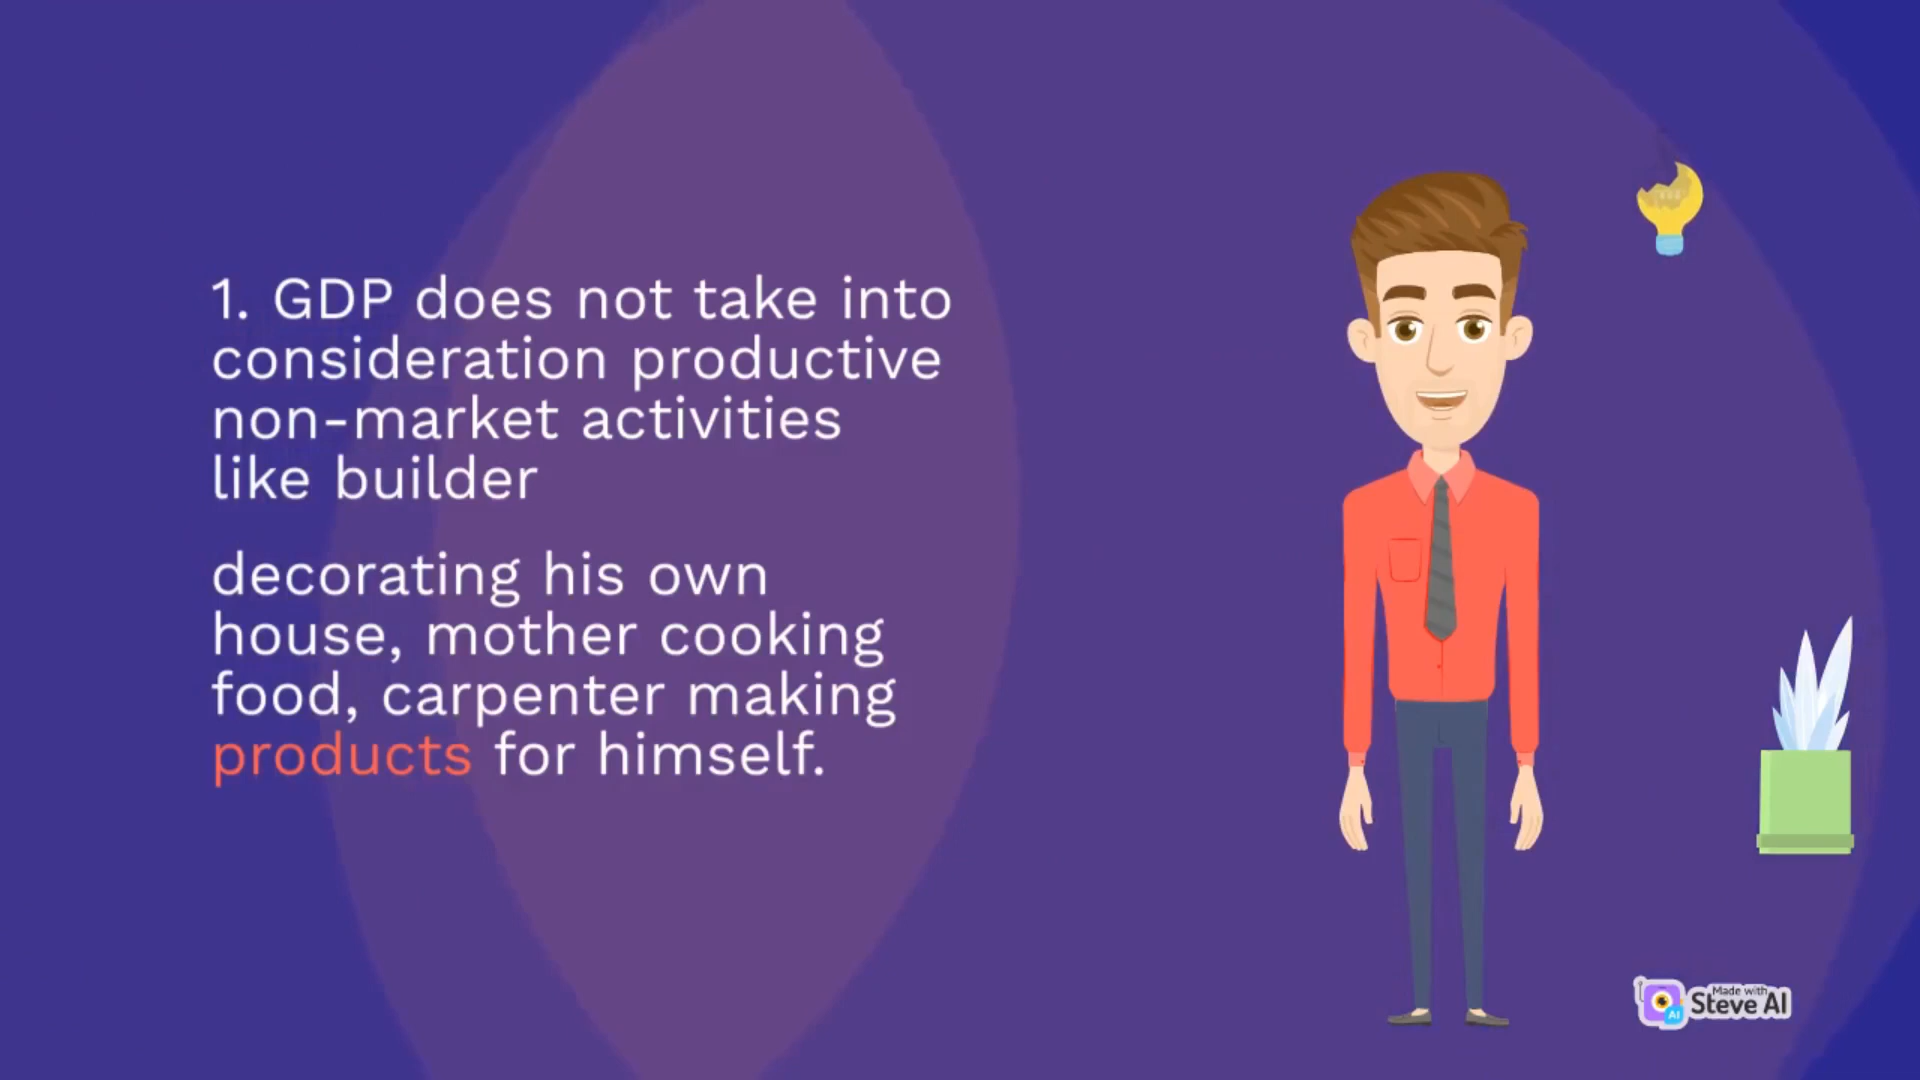 1. GDP does not take into
consideration productive
non-market activities
like builder
decorating his own
house, mother cooking
food, carpenter making
products for himself.
Made with
Steve AI
AI